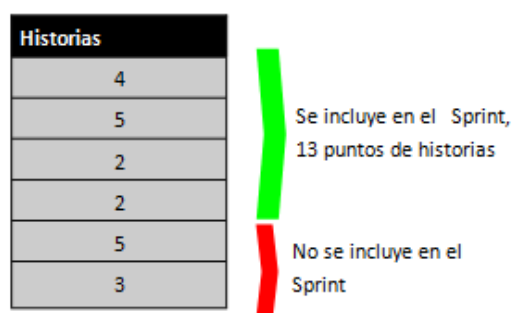 Historias
4
5
2
2
5
3
Se incluye en el Sprint,
13 puntos de historias
No se incluye en el
Sprint